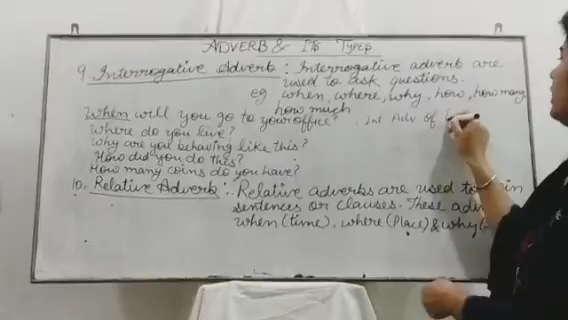 ADVERB & Its Types
9. Interrogative Adverb : Interrogative adverb are
used to ask questions.
eg when, where, why, how, how many
how much
When will you go to your office? , Int Adv of
Where do you live?
Why are you behaving like this?
How did you do this?
How many coins do you have?
10. Relative Adverb :- Relative adverbs are used to
sentences or clauses. These
when (time), where (Place) & why